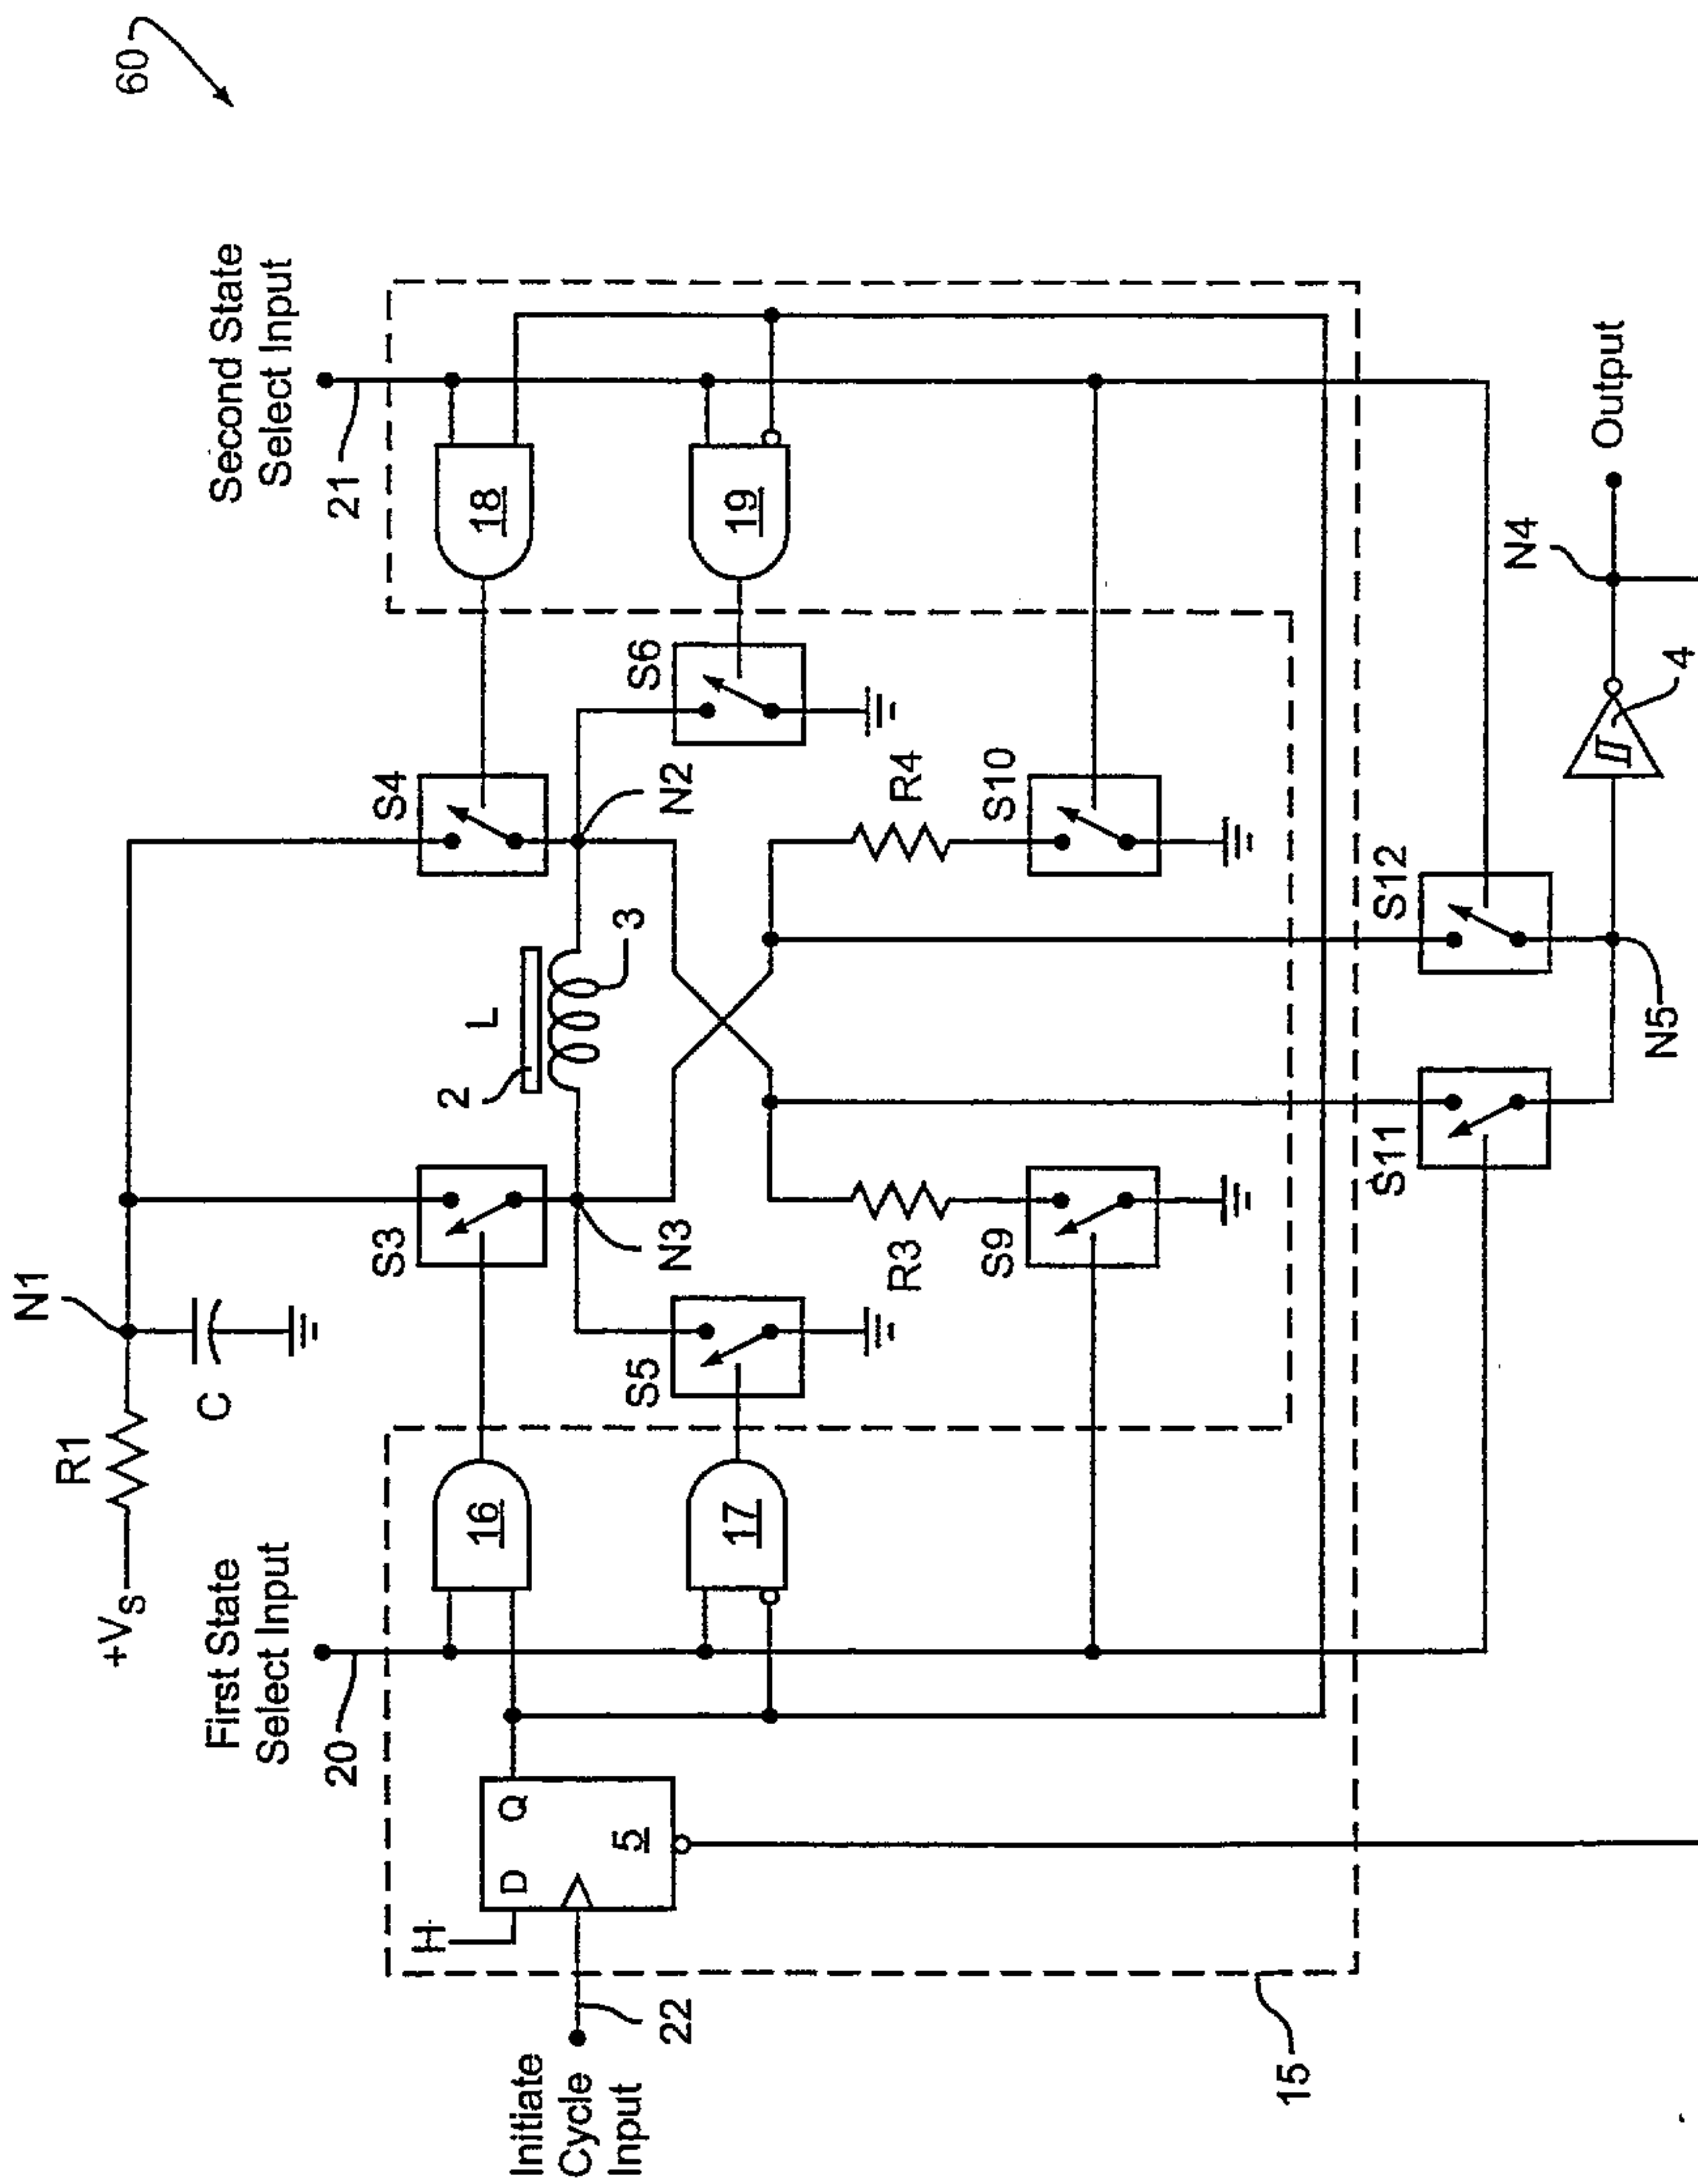 60
Second State
Select Input
21
18
19
S4
S6
N2
R4
S10
S12
N4
Output
4
N5
N1
+VS
R1
C
L
2
3
S3
N3
S5
R3
S9
S11
First State
Select Input
20
16
17
H
D
Q
5
Initiate
Cycle
Input
22
15